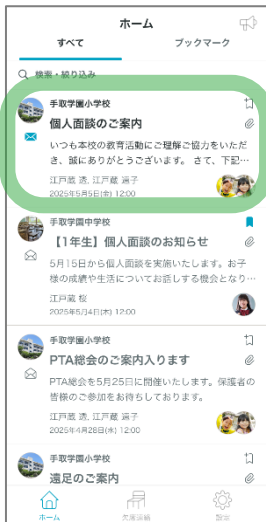 ホーム
すべて
ブックマーク
検索・絞り込み
手取学園小学校
個人面談のご案内
いつも本校の教育活動にご理解ご協力をいただ
き、誠にありがとうございます。 さて、下記…
江戸蔵 透, 江戸蔵 遥子
2025年5月5日(金) 12:00
手取学園中学校
【1年生】個人面談のお知らせ
5月15日から個人面談を実施いたします。お子
様の成績や生活についてお話しする機会となり…
江戸蔵 桜
2025年5月4日(木) 12:00
手取学園小学校
PTA総会のご案内入ります
PTA総会を5月25日に開催いたします。保護者の
皆様のご参加をお待ちしております。
江戸蔵 透, 江戸蔵 遥子
2025年4月28日(水) 12:00
手取学園小学校
遠足のご案内
ホーム
欠席連絡
設定